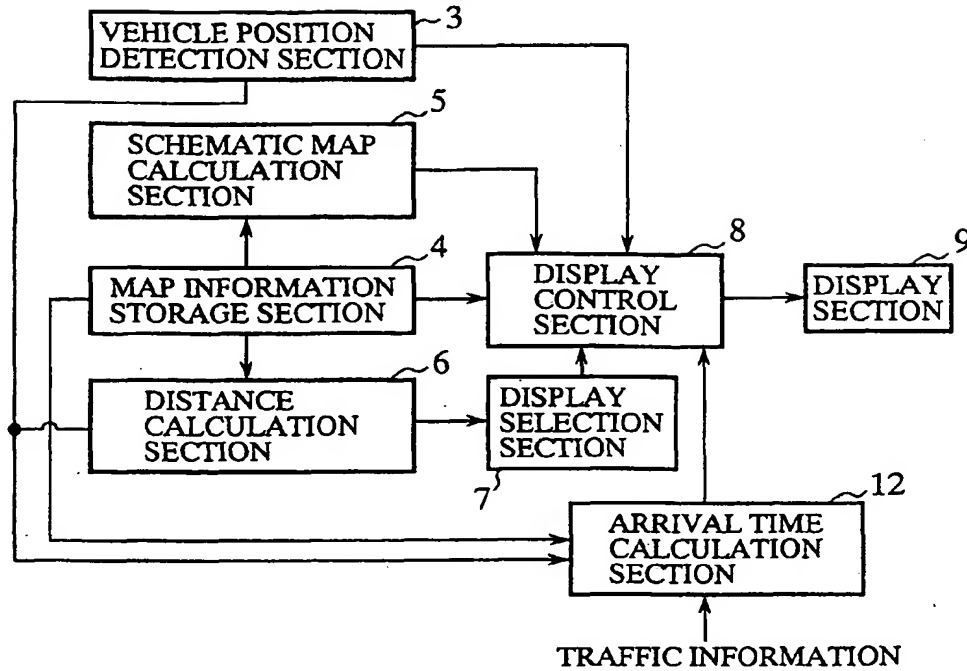 3
VEHICLE POSITION
DETECTION SECTION
5
SCHEMATIC MAP
CALCULATION
SECTION
4
MAP INFORMATION
STORAGE SECTION
8
DISPLAY
CONTROL
SECTION
9
DISPLAY
SECTION
6
DISTANCE
CALCULATION
SECTION
DISPLAY
SELECTION
SECTION
7
12
ARRIVAL TIME
CALCULATION
SECTION
TRAFFIC INFORMATION